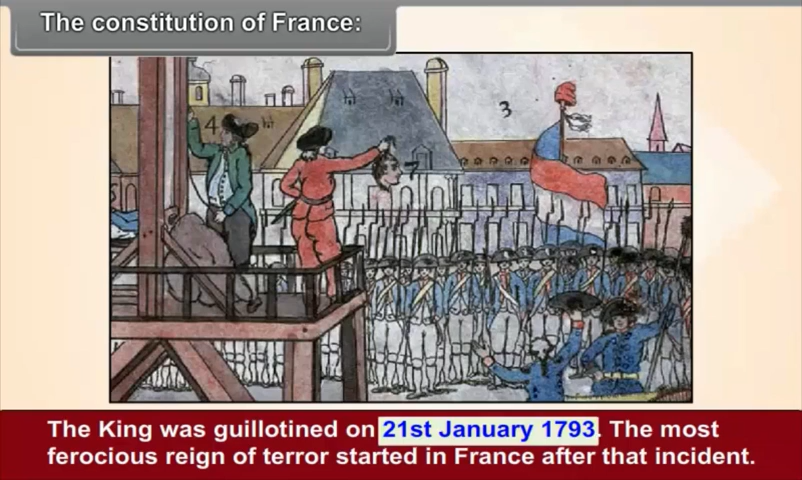 The constitution of France:
3
4
7
The King was guillotined on 21st January 1793. The most
ferocious reign of terror started in France after that incident.